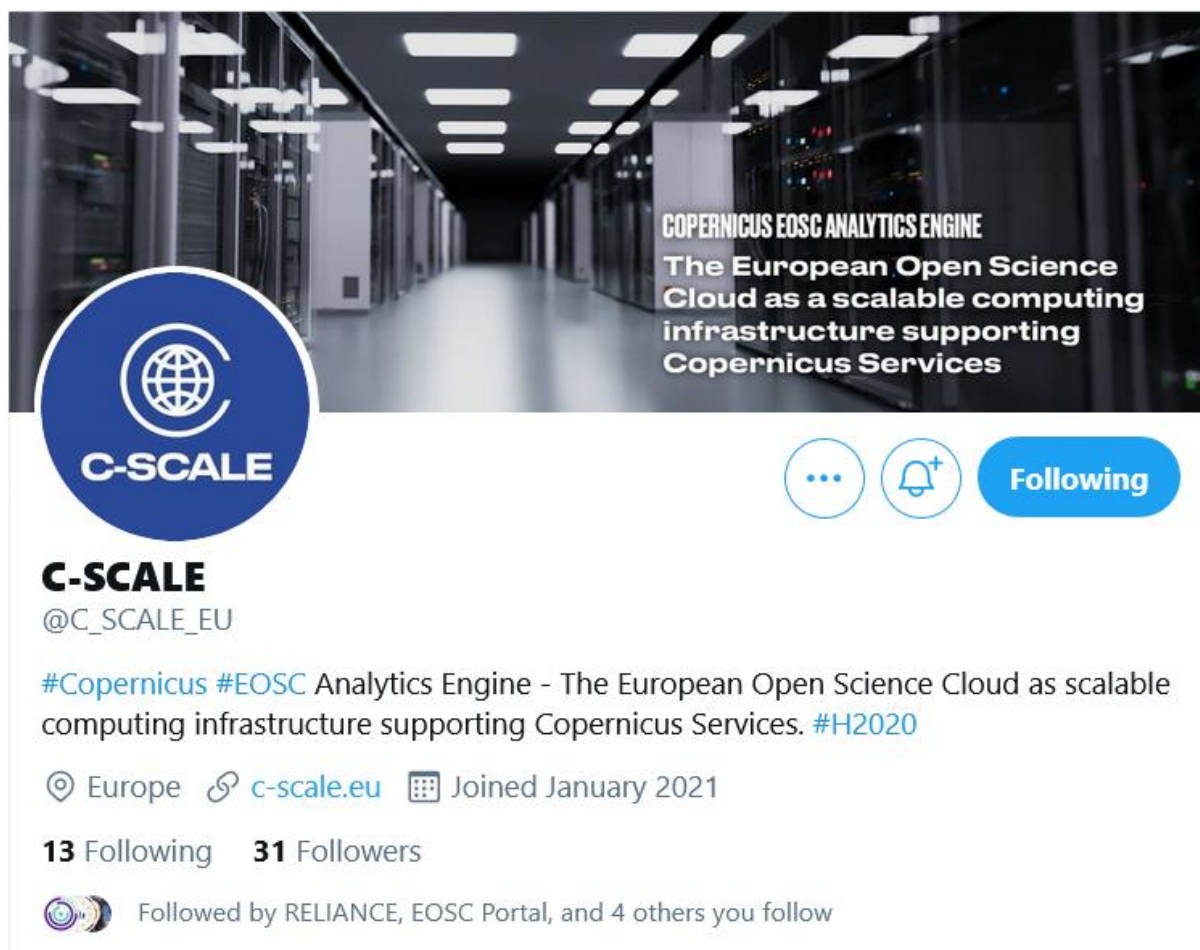 COPERNICUS EOSC ANALYTICS ENGINE
The European Open Science
Cloud as a scalable computing
infrastructure supporting
Copernicus Services
C-SCALE
Following
C-SCALE
@C_SCALE_EU
#Copernicus #EOSC Analytics Engine - The European Open Science Cloud as scalable
computing infrastructure supporting Copernicus Services. #H2020
Europe c-scale.eu Joined January 2021
13 Following 31 Followers
Followed by RELIANCE, EOSC Portal, and 4 others you follow